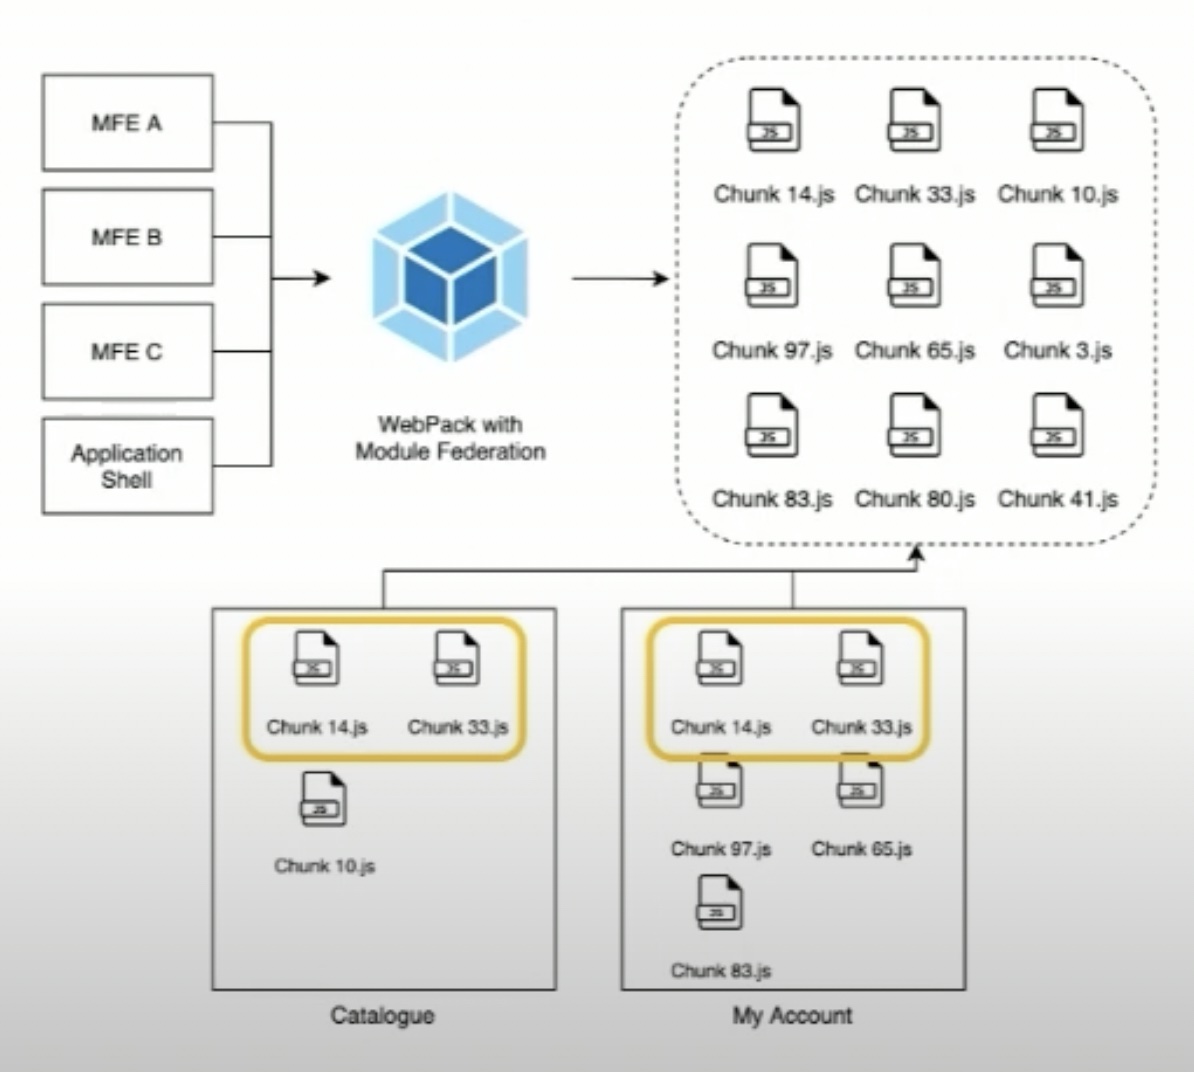 MFE A
MFE B
MFE C
Application
Shell
WebPack with
Module Federation
JS JS JS
Chunk 14.js Chunk 33.js Chunk 10.js
JS JS JS
Chunk 97.js Chunk 65.js Chunk 3.js
JS JS JS
Chunk 83.js Chunk 80.js Chunk 41.js
JS JS
Chunk 14.js Chunk 33.js
JS
Chunk 10.js
Catalogue
JS JS
Chunk 14.js Chunk 33.js
JS JS
Chunk 97.js Chunk 65.js
JS
Chunk 83.js
My Account